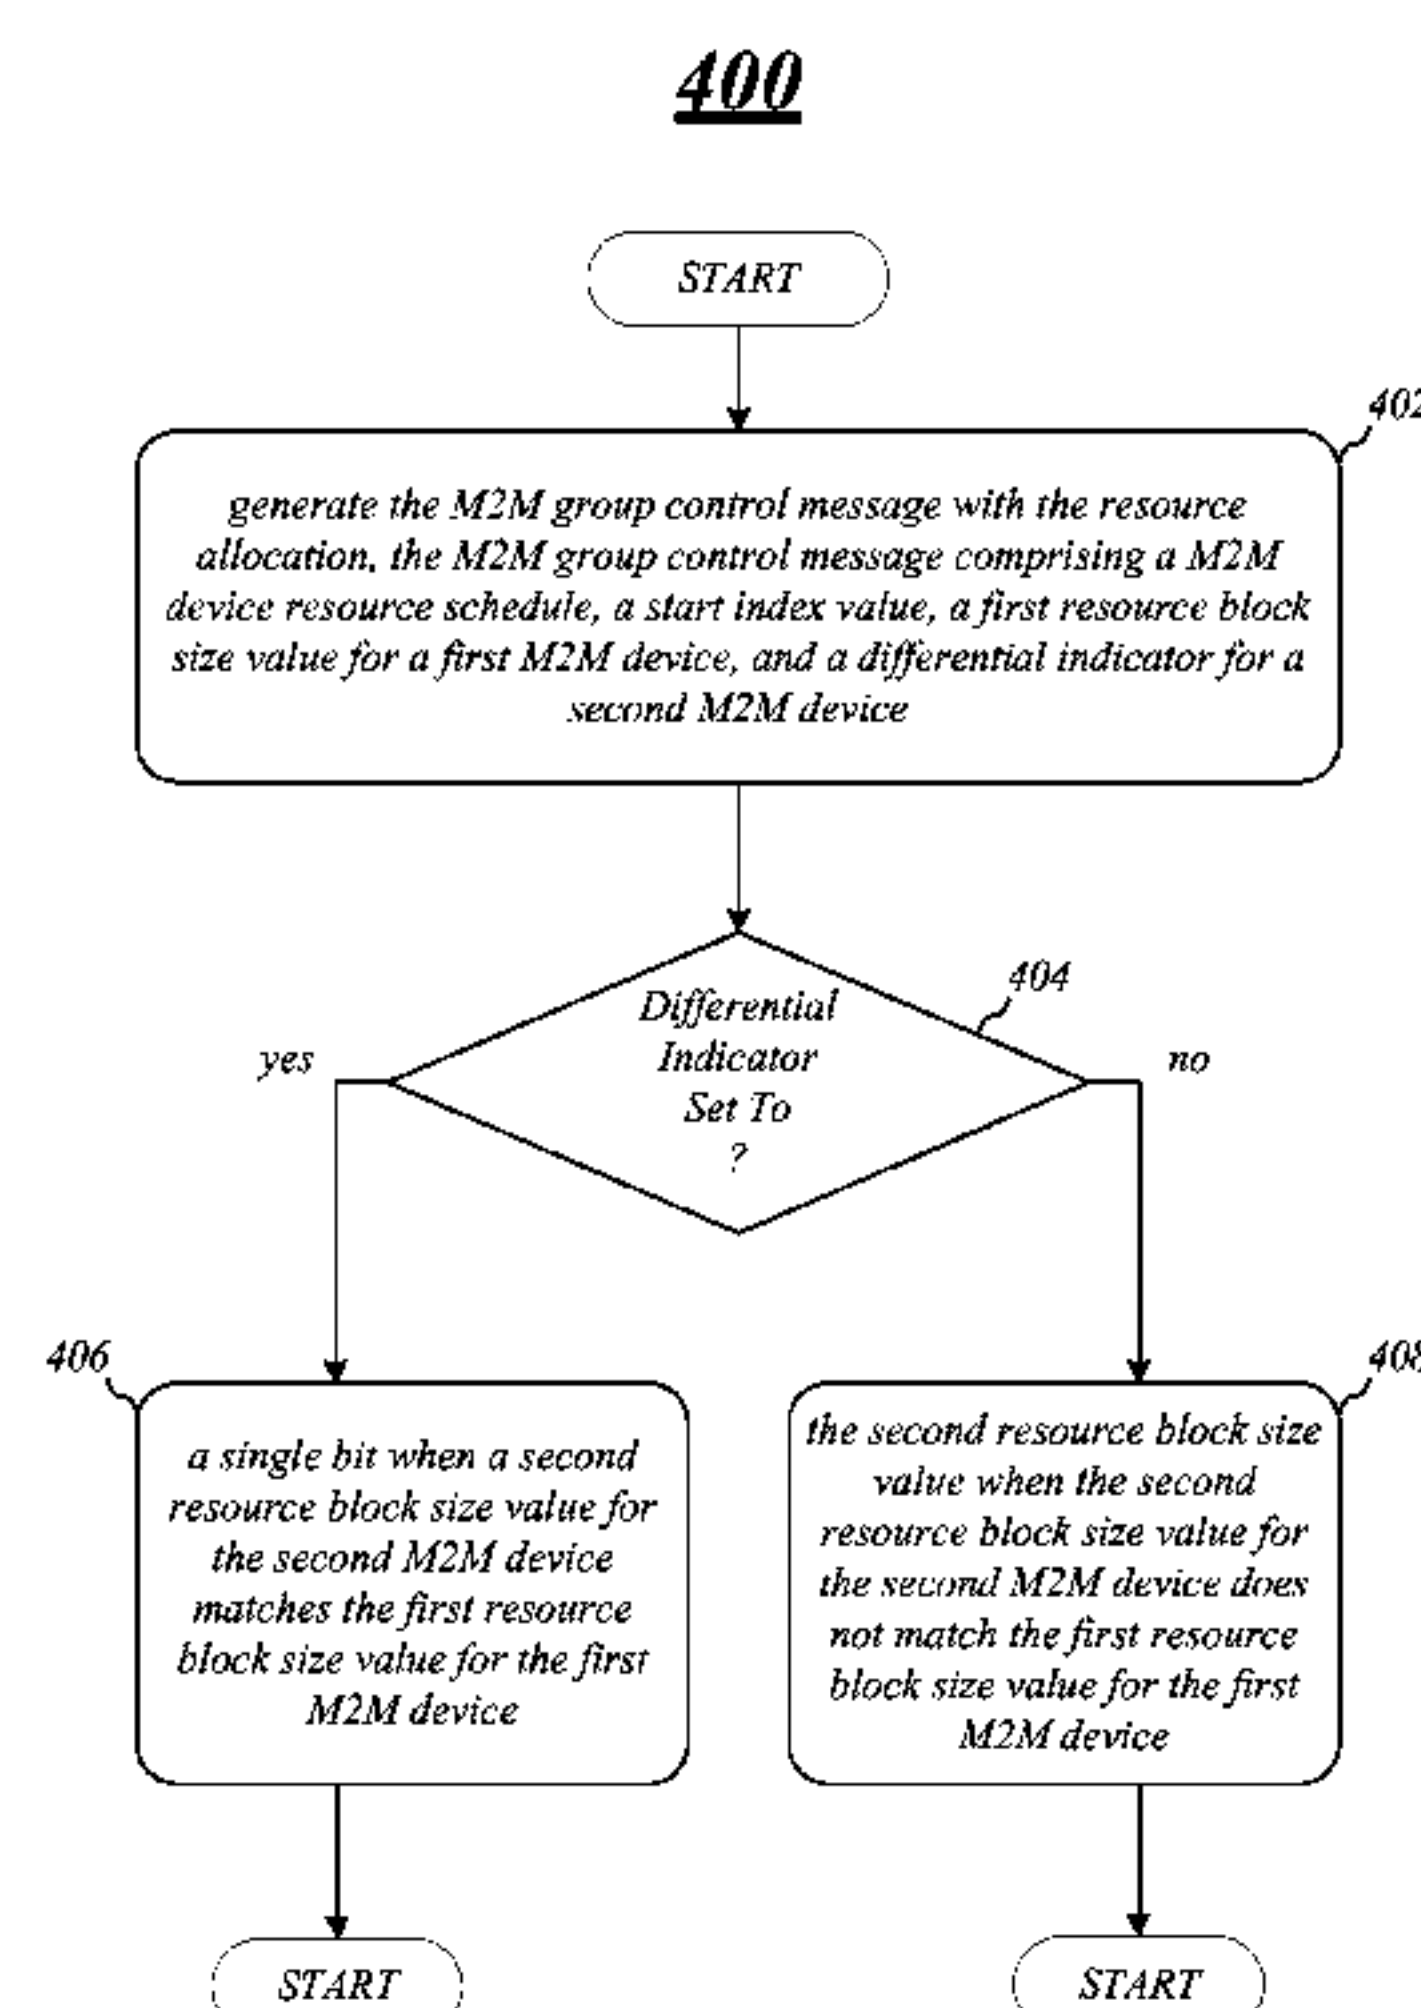 400
START
402
generate the M2M group control message with the resource
allocation, the M2M group control message comprising a M2M
device resource schedule, a start index value, a first resource block
size value for a first M2M device, and a differential indicator for a
second M2M device
404
Differential
Indicator
Set To
?
yes
no
406
a single bit when a second
resource block size value for
the second M2M device
matches the first resource
block size value for the first
M2M device
408
the second resource block size
value when the second
resource block size value for
the second M2M device does
not match the first resource
block size value for the first
M2M device
START
START